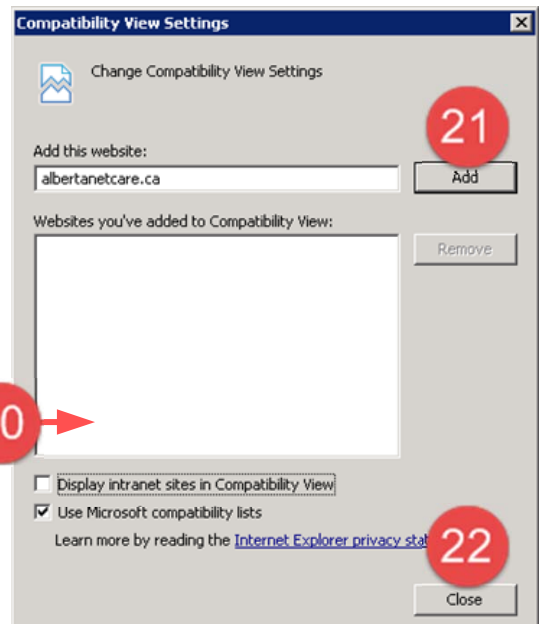 Compatibility View Settings
Change Compatibility View Settings
21
Add this website:
albertanetcare.ca
Add
Websites you've added to Compatibility View:
Remove
0
Display intranet sites in Compatibility View
Use Microsoft compatibility lists
Learn more by reading the Internet Explorer privacy
22
Close